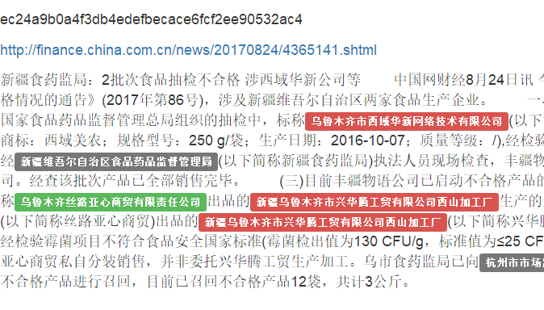 ec24a9b0a4f3db4edefbecace6fcf2ee90532ac4
http://finance.china.com.cn/news/20170824/4365141.shtml
新疆食药监局：2批次食品抽检不合格 涉西域华新公司等 中国网财经8月24日讯
格情况的通告》(2017年第86号)，涉及新疆维吾尔自治区两家食品生产企业。 一、
国家食品药品监督管理总局组织的抽检中，标称 乌鲁木齐市西域华新网络技术有限公司 (以下
商标：西域美农；规格型号：250 g/袋；生产日期：2016-10-07；质量等级：/),经检验
经 新疆维吾尔自治区食品药品监督管理局 (以下简称新疆食药监局)执法人员现场检查，丰疆物
司。经查该批次产品已全部销售完毕。 (三)目前丰疆物语公司已启动不合格产品的
称 乌鲁木齐丝路亚心商贸有限责任公司 出品的 新疆乌鲁木齐市兴华腾工贸有限公司西山加工厂 生产的
(以下简称丝路亚心商贸)出品的 新疆乌鲁木齐市兴华腾工贸有限公司西山加工厂 (以下简称兴华腾
经检验霉菌项目不符合食品安全国家标准(霉菌检出值为130 CFU/g，标准值为≤25 CF
亚心商贸私自分装销售，并非委托兴华腾工贸生产加工。乌市食药监局已向 杭州市市场
不合格产品进行召回，目前已召回不合格产品12袋，共计3公斤。